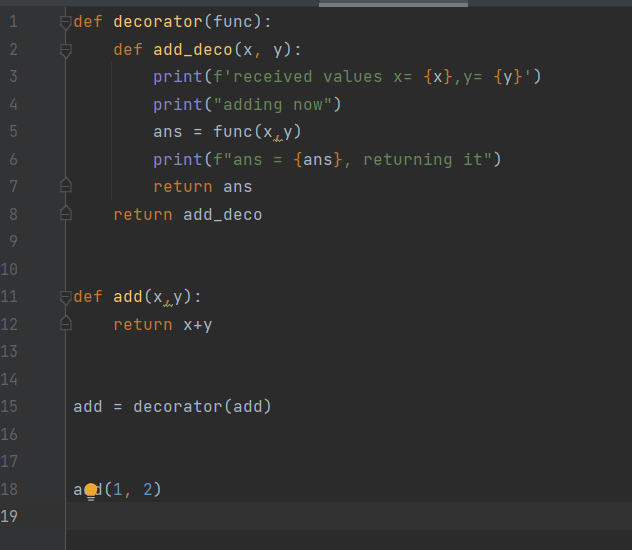 1 def decorator(func):
2     def add_deco(x, y):
3         print(f'received values x= {x},y= {y}')
4         print("adding now")
5         ans = func(x,y)
6         print(f"ans = {ans}, returning it")
7         return ans
8     return add_deco
9
10
11 def add(x,y):
12     return x+y
13
14
15 add = decorator(add)
16
17
18 add(1, 2)
19